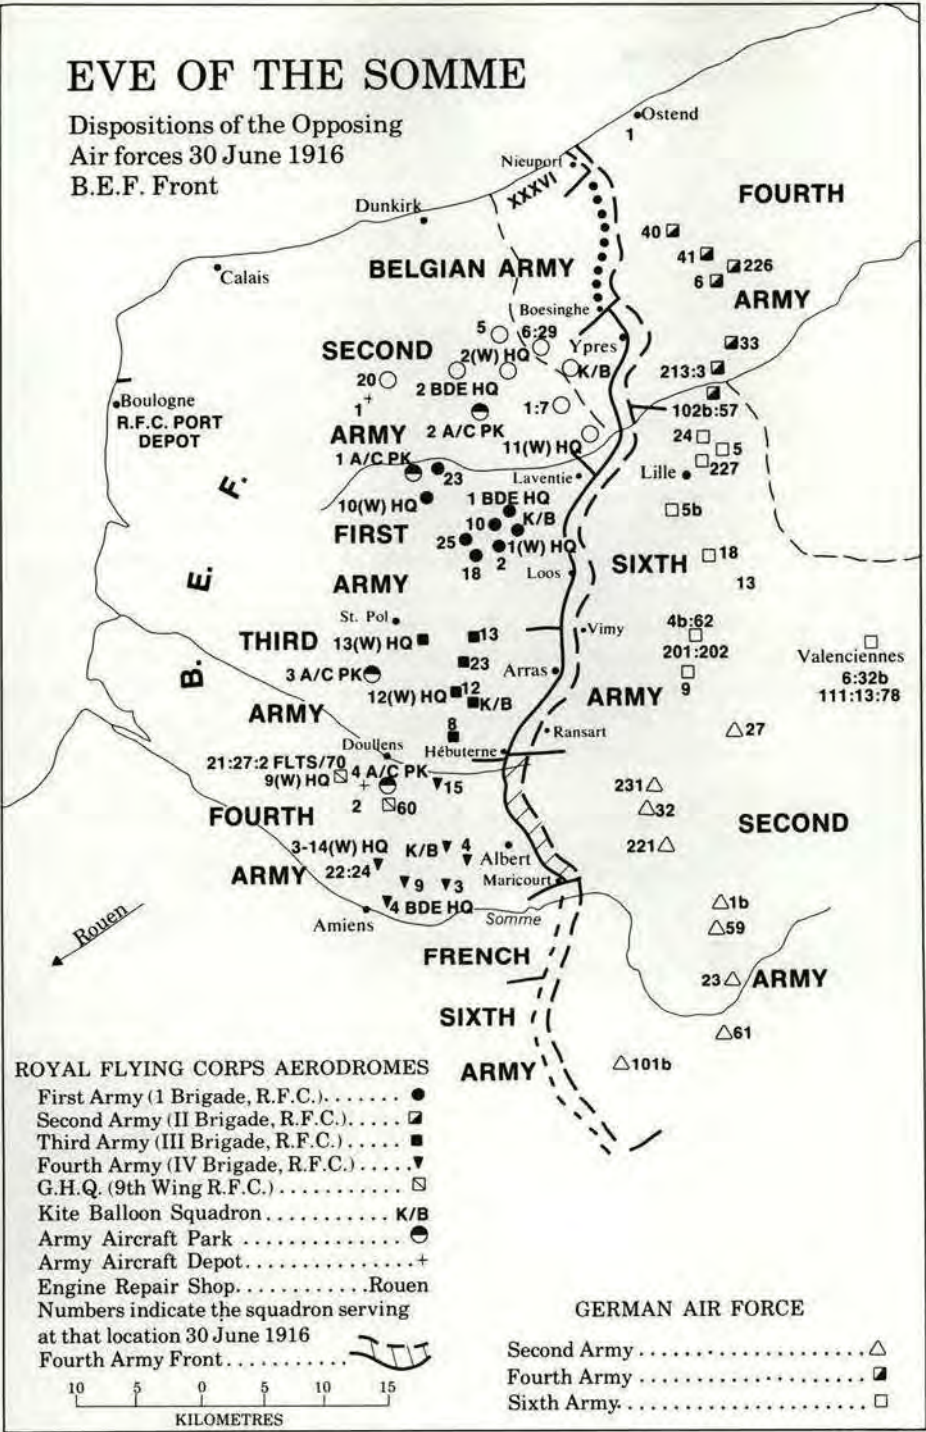 EVE OF THE SOMME
Dispositions of the Opposing
Air forces 30 June 1916
B.E.F. Front
Ostend
1
Nieuport
XXXVI
FOURTH
Dunkirk
40
41
226
6
Calais
BELGIAN ARMY
ARMY
Boesinghe
5
6:29
33
SECOND
Ypres
2(W) HQ
K/B
213:3
20
2 BDE HQ
1
Boulogne
R.F.C. PORT
DEPOT
1:7
102b:57
ARMY
2 A/C PK
11(W) HQ
24
5
1 A/C PK
23
Laventie
Lille
227
F.
10(W) HQ
1 BDE HQ
5b
FIRST
10
K/B
25
1(W) HQ
18
2
SIXTH
18
E.
ARMY
Loos
13
St. Pol
4b:62
THIRD
13(W) HQ
13
Vimy
201:202
Valenciennes
B.
3 A/C PK
23
Arras
9
6:32b
12(W) HQ
12
K/B
ARMY
111:13:78
ARMY
8
27
Doullens
Hébuterne
Ransart
21:27:2 FLTS/70
4 A/C PK
9(W) HQ
15
231
2
60
32
FOURTH
SECOND
3-14(W) HQ
K/B
4
Albert
221
22:24
ARMY
9
3
Maricourt
4 BDE HQ
1b
Rouen
Amiens
Somme
59
FRENCH
23
ARMY
SIXTH
61
ARMY
101b
ROYAL FLYING CORPS AERODROMES
First Army (1 Brigade, R.F.C.).......
Second Army (II Brigade, R.F.C.).....
Third Army (III Brigade, R.F.C.) .....
Fourth Army (IV Brigade, R.F.C.) .....
G.H.Q. (9th Wing R.F.C.) ...........
Kite Balloon Squadron ........... K/B
Army Aircraft Park .............
Army Aircraft Depot..............+
Engine Repair Shop...........Rouen
Numbers indicate the squadron serving
at that location 30 June 1916
Fourth Army Front ..........
10 5 0 5 10 15
KILOMETRES
GERMAN AIR FORCE
Second Army ....................
Fourth Army ....................
Sixth Army......................